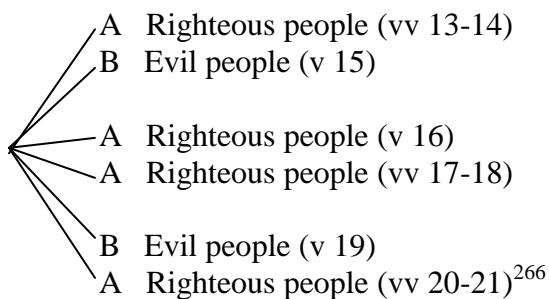 A Righteous people (vv 13-14)
B Evil people (v 15)
A Righteous people (v 16)
A Righteous people (vv 17-18)
B Evil people (v 19)
A Righteous people (vv 20-21)266